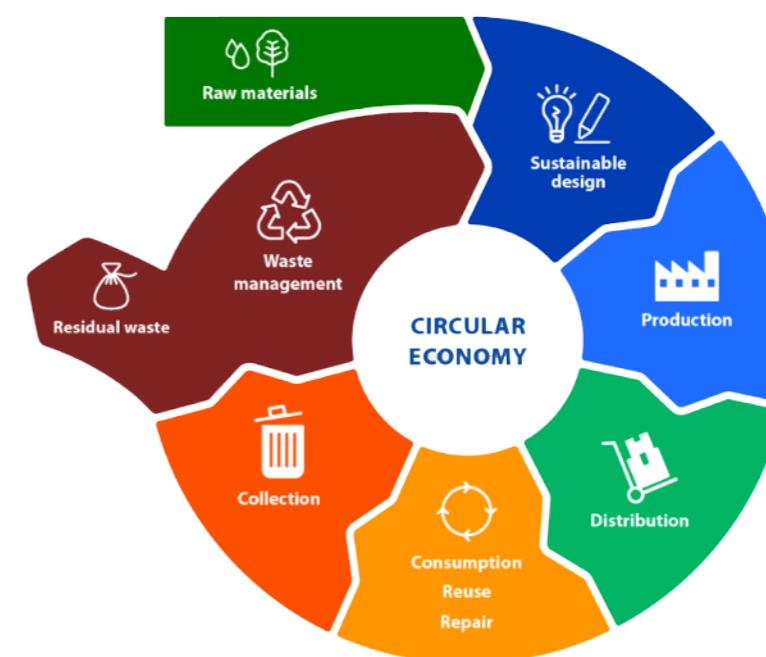 Raw materials
Sustainable
design
Production
Distribution
Consumption
Reuse
Repair
Collection
Waste
management
Residual waste
CIRCULAR
ECONOMY